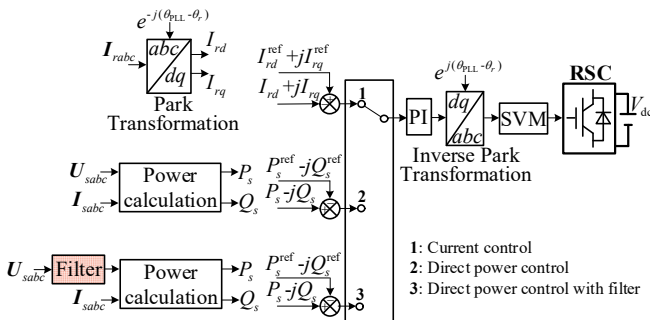 e^{-j(θ_PLL-θ_r)}
I_rabc
abc
dq
I_rd
I_rq
Park
Transformation
I_rd^ref+jI_rq^ref
I_rd+jI_rq
1
PI
e^{j(θ_PLL-θ_r)}
dq
abc
Inverse Park
Transformation
SVM
RSC
V_dc
U_sabc
I_sabc
Power
calculation
P_s
Q_s
P_s^ref-jQ_s^ref
P_s-jQ_s
2
U_sabc
Filter
I_sabc
Power
calculation
P_s
Q_s
P_s^ref-jQ_s^ref
P_s-jQ_s
3
1: Current control
2: Direct power control
3: Direct power control with filter